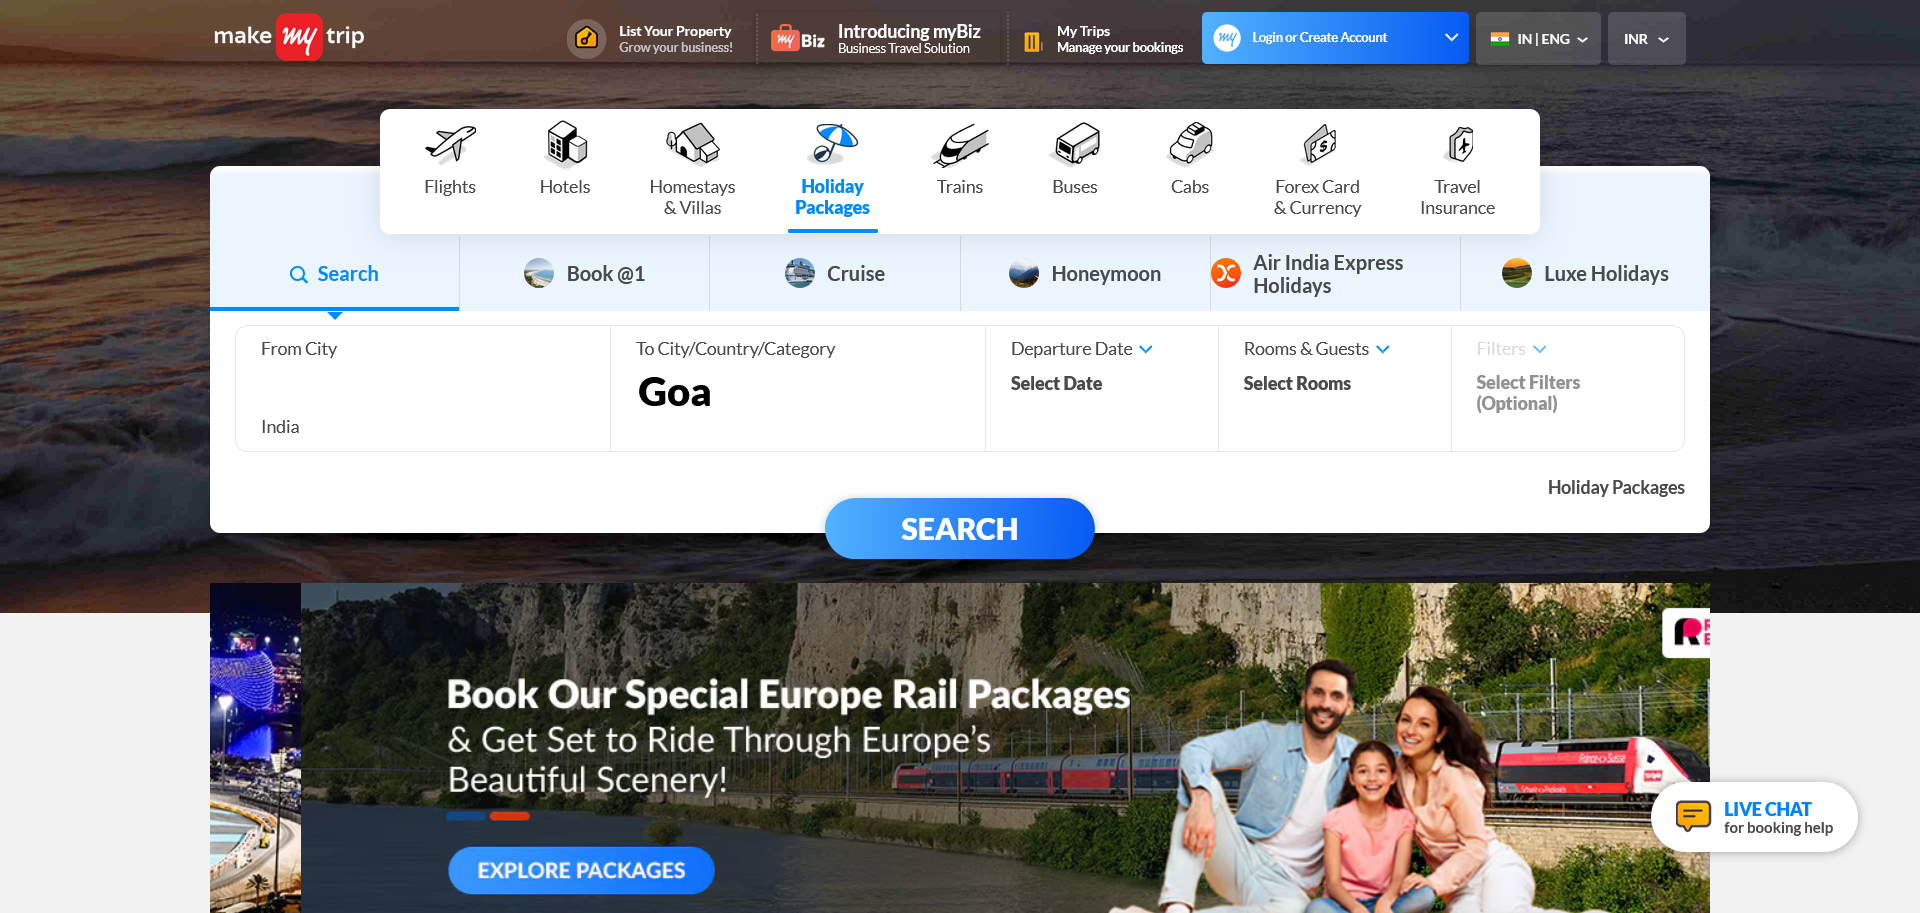 make my trip
List Your Property
Grow your business!
my Biz
Introducing myBiz
Business Travel Solution
My Trips
Manage your bookings
my
Login or Create Account
IN | ENG
INR
Flights
Hotels
Homestays
& Villas
Holiday
Packages
Trains
Buses
Cabs
Forex Card
& Currency
Travel
Insurance
Search
Book @1
Cruise
Honeymoon
Air India Express
Holidays
Luxe Holidays
From City
India
To City/Country/Category
Goa
Departure Date
Select Date
Rooms & Guests
Select Rooms
Filters
Select Filters
(Optional)
Holiday Packages
SEARCH
Book Our Special Europe Rail Packages
& Get Set to Ride Through Europe's
Beautiful Scenery!
EXPLORE PACKAGES
LIVE CHAT
for booking help